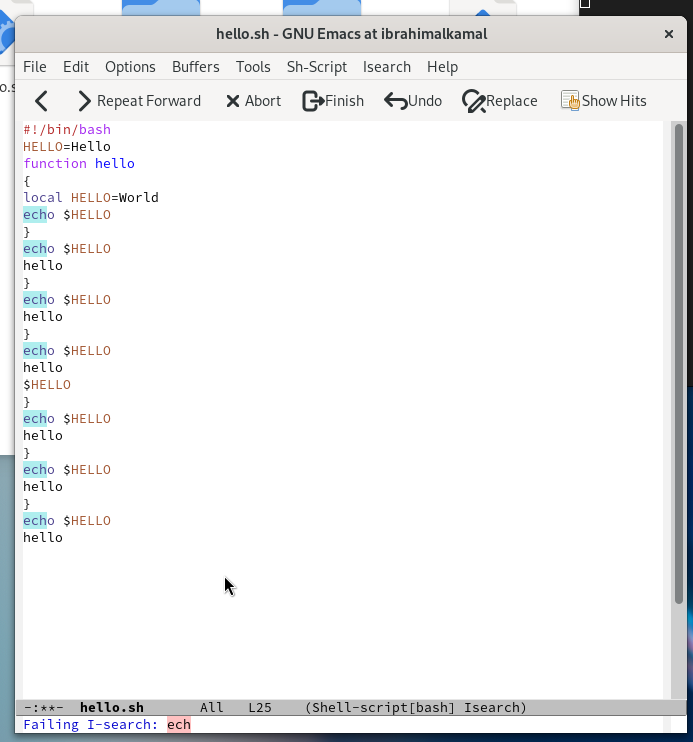 hello.sh - GNU Emacs at ibrahimalkamal ×
File Edit Options Buffers Tools Sh-Script Isearch Help
Repeat Forward Abort Finish Undo Replace Show Hits
#!/bin/bash
HELLO=Hello
function hello
{
local HELLO=World
echo $HELLO
}
echo $HELLO
hello
}
echo $HELLO
hello
}
echo $HELLO
hello
$HELLO
}
echo $HELLO
hello
}
echo $HELLO
hello
}
echo $HELLO
hello
-:**- hello.sh All L25 (Shell-script[bash] Isearch)
Failing I-search: ech